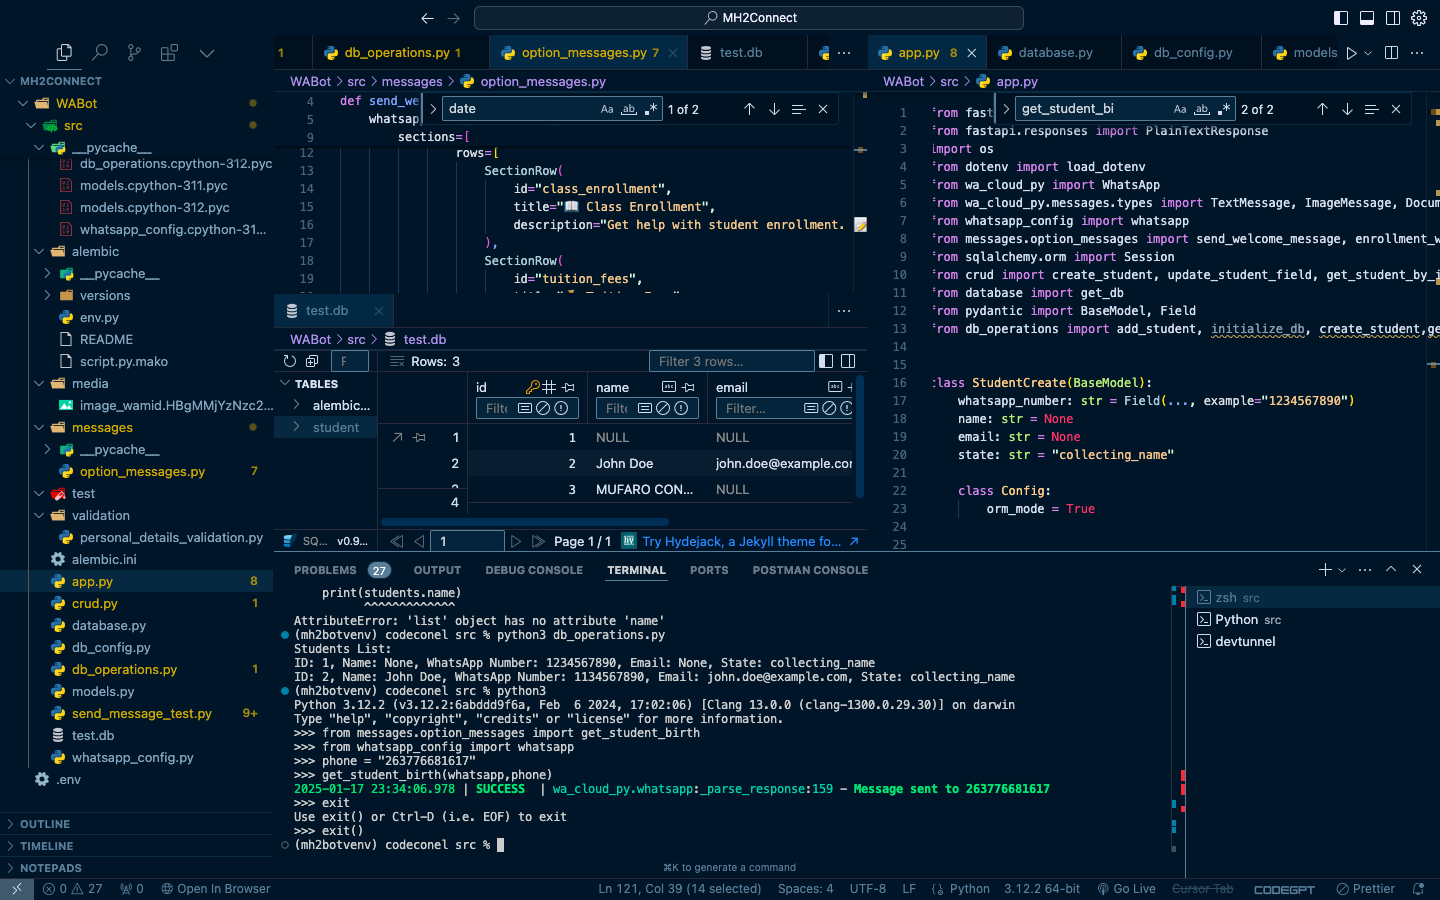 MH2Connect
1
db_operations.py 1
option_messages.py 7
test.db
app.py 8
database.py
db_config.py
models
MH2CONNECT
WABot
src
__pycache__
db_operations.cpython-312.pyc
models.cpython-311.pyc
models.cpython-312.pyc
whatsapp_config.cpython-31...
alembic
__pycache__
versions
env.py
README
script.py.mako
media
image_wamid.HBgMMjYzNzc2...
messages
__pycache__
option_messages.py 7
test
validation
personal_details_validation.py
alembic.ini
app.py 8
crud.py 1
database.py
db_config.py
db_operations.py 1
models.py
send_message_test.py 9+
test.db
whatsapp_config.py
.env
OUTLINE
TIMELINE
NOTEPADS
WABot > src > messages > option_messages.py
date Aa ab .* 1 of 2
4 def send_we
5 whatsap
9 sections=[
12 rows=[
13 SectionRow(
14 id="class_enrollment",
15 title="📖 Class Enrollment",
16 description="Get help with student enrollment. 📝
17 ),
18 SectionRow(
19 id="tuition_fees",
test.db
WABot > src > test.db
Rows: 3
Filter 3 rows...
TABLES
alembic...
student
id name email
Filte Filte Filter...
1 1 NULL NULL
2 2 John Doe john.doe@example.cor
3 MUFARO CON... NULL
4
SQ... v0.9...
1
Page 1 / 1
hy Try Hydejack, a Jekyll theme fo...
WABot > src > app.py
get_student_bi Aa ab .* 2 of 2
1 from fast
2 from fastapi.responses import PlainTextResponse
3 import os
4 from dotenv import load_dotenv
5 from wa_cloud_py import WhatsApp
6 from wa_cloud_py.messages.types import TextMessage, ImageMessage, Docum
7 from whatsapp_config import whatsapp
8 from messages.option_messages import send_welcome_message, enrollment_w
9 from sqlalchemy.orm import Session
10 from crud import create_student, update_student_field, get_student_by_i
11 from database import get_db
12 from pydantic import BaseModel, Field
13 from db_operations import add_student, initialize_db, create_student,ge
14
15
16 class StudentCreate(BaseModel):
17 whatsapp_number: str = Field(..., example="1234567890")
18 name: str = None
19 email: str = None
20 state: str = "collecting_name"
21
22 class Config:
23 orm_mode = True
24
25
PROBLEMS 27 OUTPUT DEBUG CONSOLE TERMINAL PORTS POSTMAN CONSOLE
print(students.name)
^^^^^^^^^^^^^
AttributeError: 'list' object has no attribute 'name'
(mh2botvenv) codeconel src % python3 db_operations.py
Students List:
ID: 1, Name: None, WhatsApp Number: 1234567890, Email: None, State: collecting_name
ID: 2, Name: John Doe, WhatsApp Number: 1134567890, Email: john.doe@example.com, State: collecting_name
(mh2botvenv) codeconel src % python3
Python 3.12.2 (v3.12.2:6abddd9f6a, Feb  6 2024, 17:02:06) [Clang 13.0.0 (clang-1300.0.29.30)] on darwin
Type "help", "copyright", "credits" or "license" for more information.
>>> from messages.option_messages import get_student_birth
>>> from whatsapp_config import whatsapp
>>> phone = "263776681617"
>>> get_student_birth(whatsapp,phone)
2025-01-17 23:34:06.978 | SUCCESS  | wa_cloud_py.whatsapp:_parse_response:159 - Message sent to 263776681617
>>> exit
Use exit() or Ctrl-D (i.e. EOF) to exit
>>> exit()
(mh2botvenv) codeconel src %
⌘K to generate a command
zsh src
Python src
devtunnel
0 27 0 Open In Browser
Ln 121, Col 39 (14 selected) Spaces: 4 UTF-8 LF Python 3.12.2 64-bit Go Live Cursor Tab CODEGPT Prettier